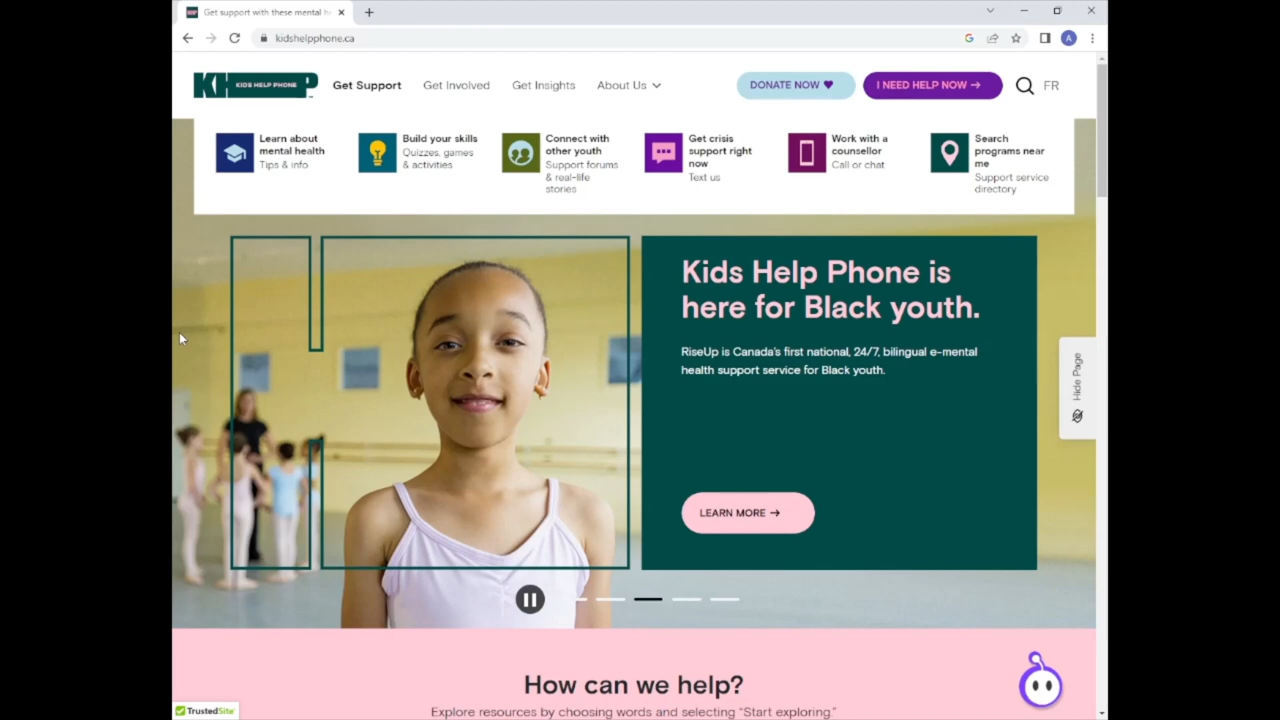 Get support with these mental h
kidshelpphone.ca
A
KHP KIDS HELP PHONE
Get Support
Get Involved
Get Insights
About Us
DONATE NOW
I NEED HELP NOW →
FR
Learn about
mental health
Tips & info
Build your skills
Quizzes, games
& activities
Connect with
other youth
Support forums
& real-life
stories
Get crisis
support right
now
Text us
Work with a
counsellor
Call or chat
Search
programs near
me
Support service
directory
Kids Help Phone is
here for Black youth.
RiseUp is Canada's first national, 24/7, bilingual e-mental
health support service for Black youth.
LEARN MORE →
Hide Page
How can we help?
Explore resources by choosing words and selecting "Start exploring."
TrustedSite